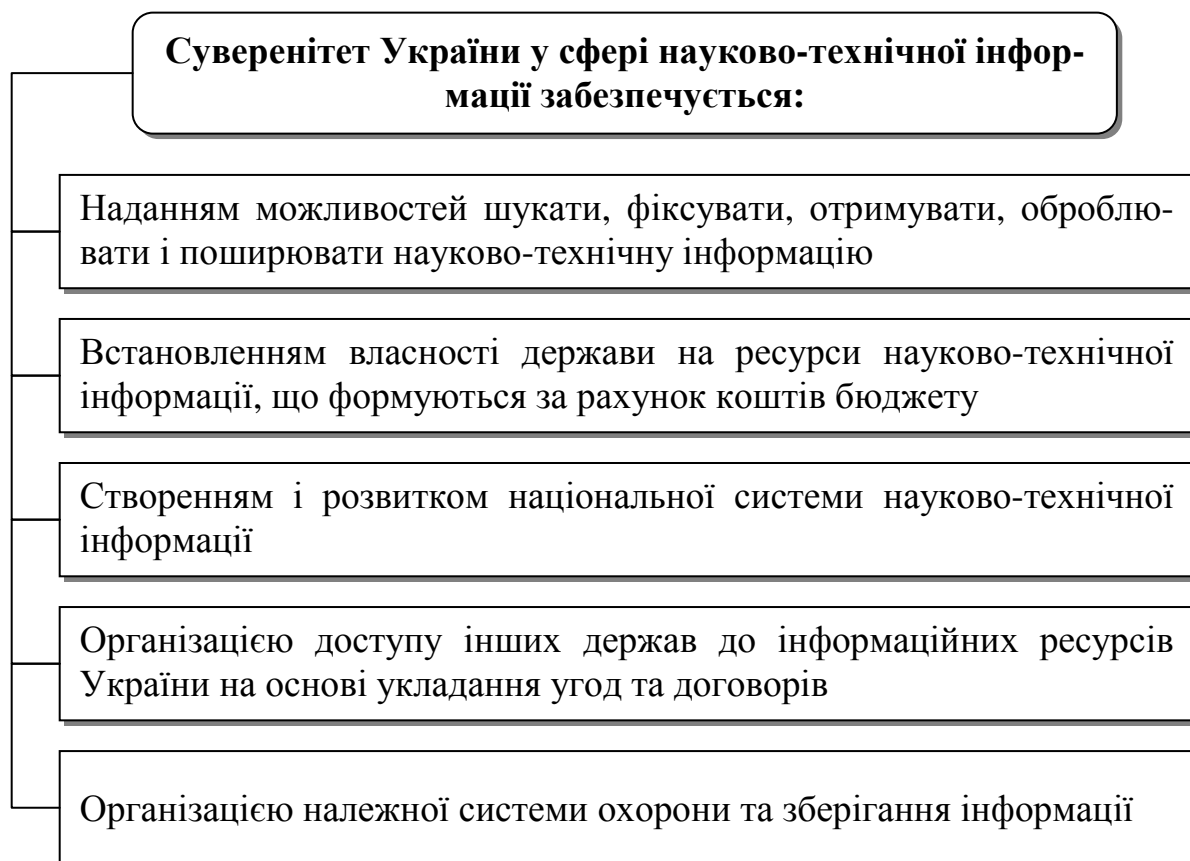 Суверенітет України у сфері науково-технічної інфор-
мації забезпечується:
Наданням можливостей шукати, фіксувати, отримувати, оброблю-
вати і поширювати науково-технічну інформацію
Встановленням власності держави на ресурси науково-технічної
інформації, що формуються за рахунок коштів бюджету
Створенням і розвитком національної системи науково-технічної
інформації
Організацією доступу інших держав до інформаційних ресурсів
України на основі укладання угод та договорів
Організацією належної системи охорони та зберігання інформації